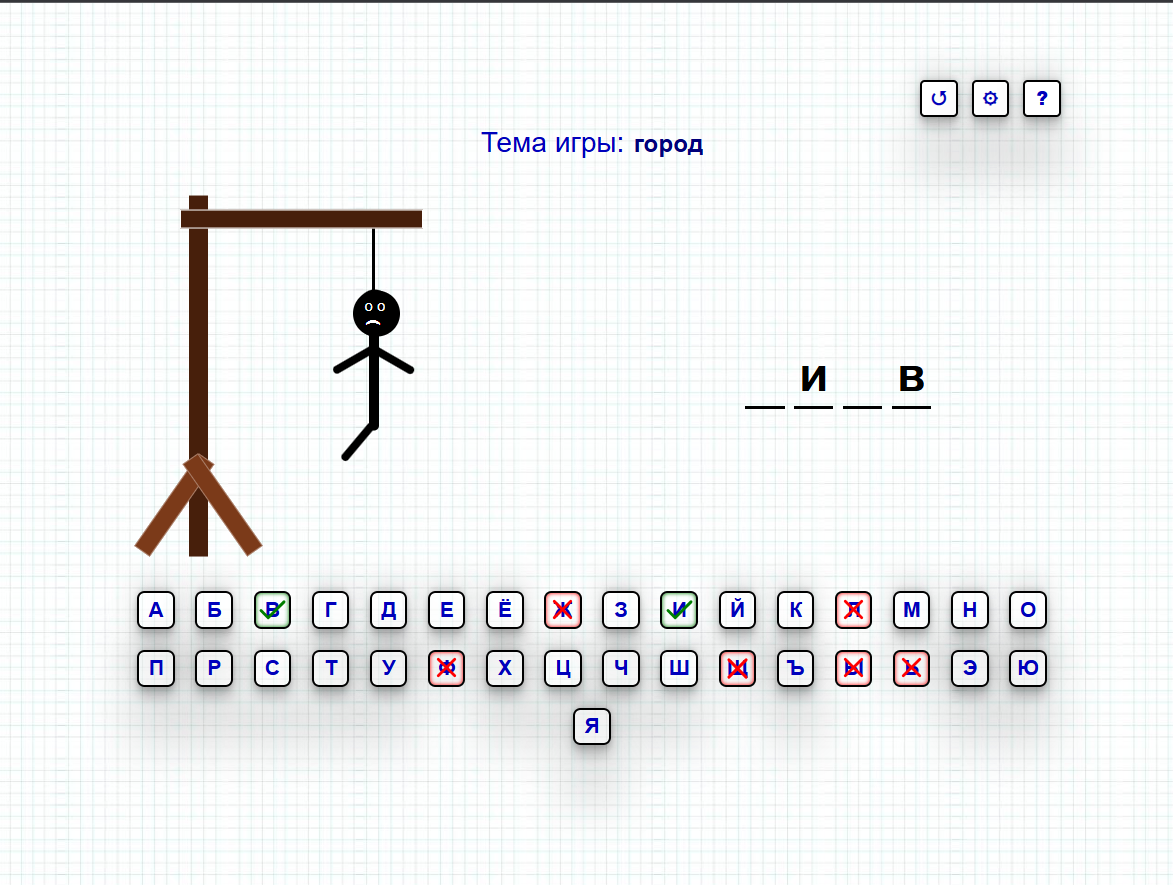 ↺ ⚙ ?
Тема игры: город
_ И _ В
А Б В Г Д Е Ё Ж З И Й К Л М Н О
П Р С Т У Ф Х Ц Ч Ш Щ Ъ Ы Ь Э Ю
Я